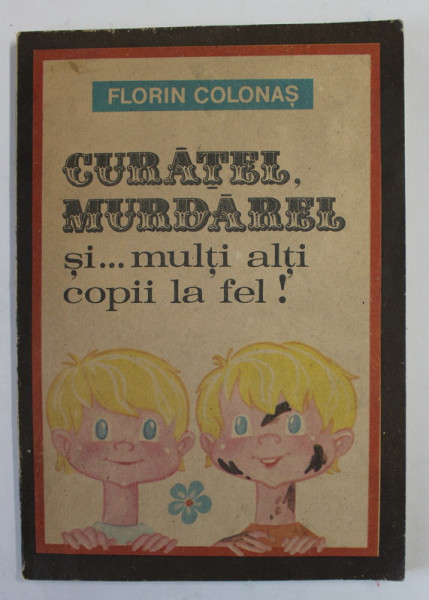 FLORIN COLONAȘ
CURĂȚEL,
MURDĂREL
și... mulți alți
copii la fel!